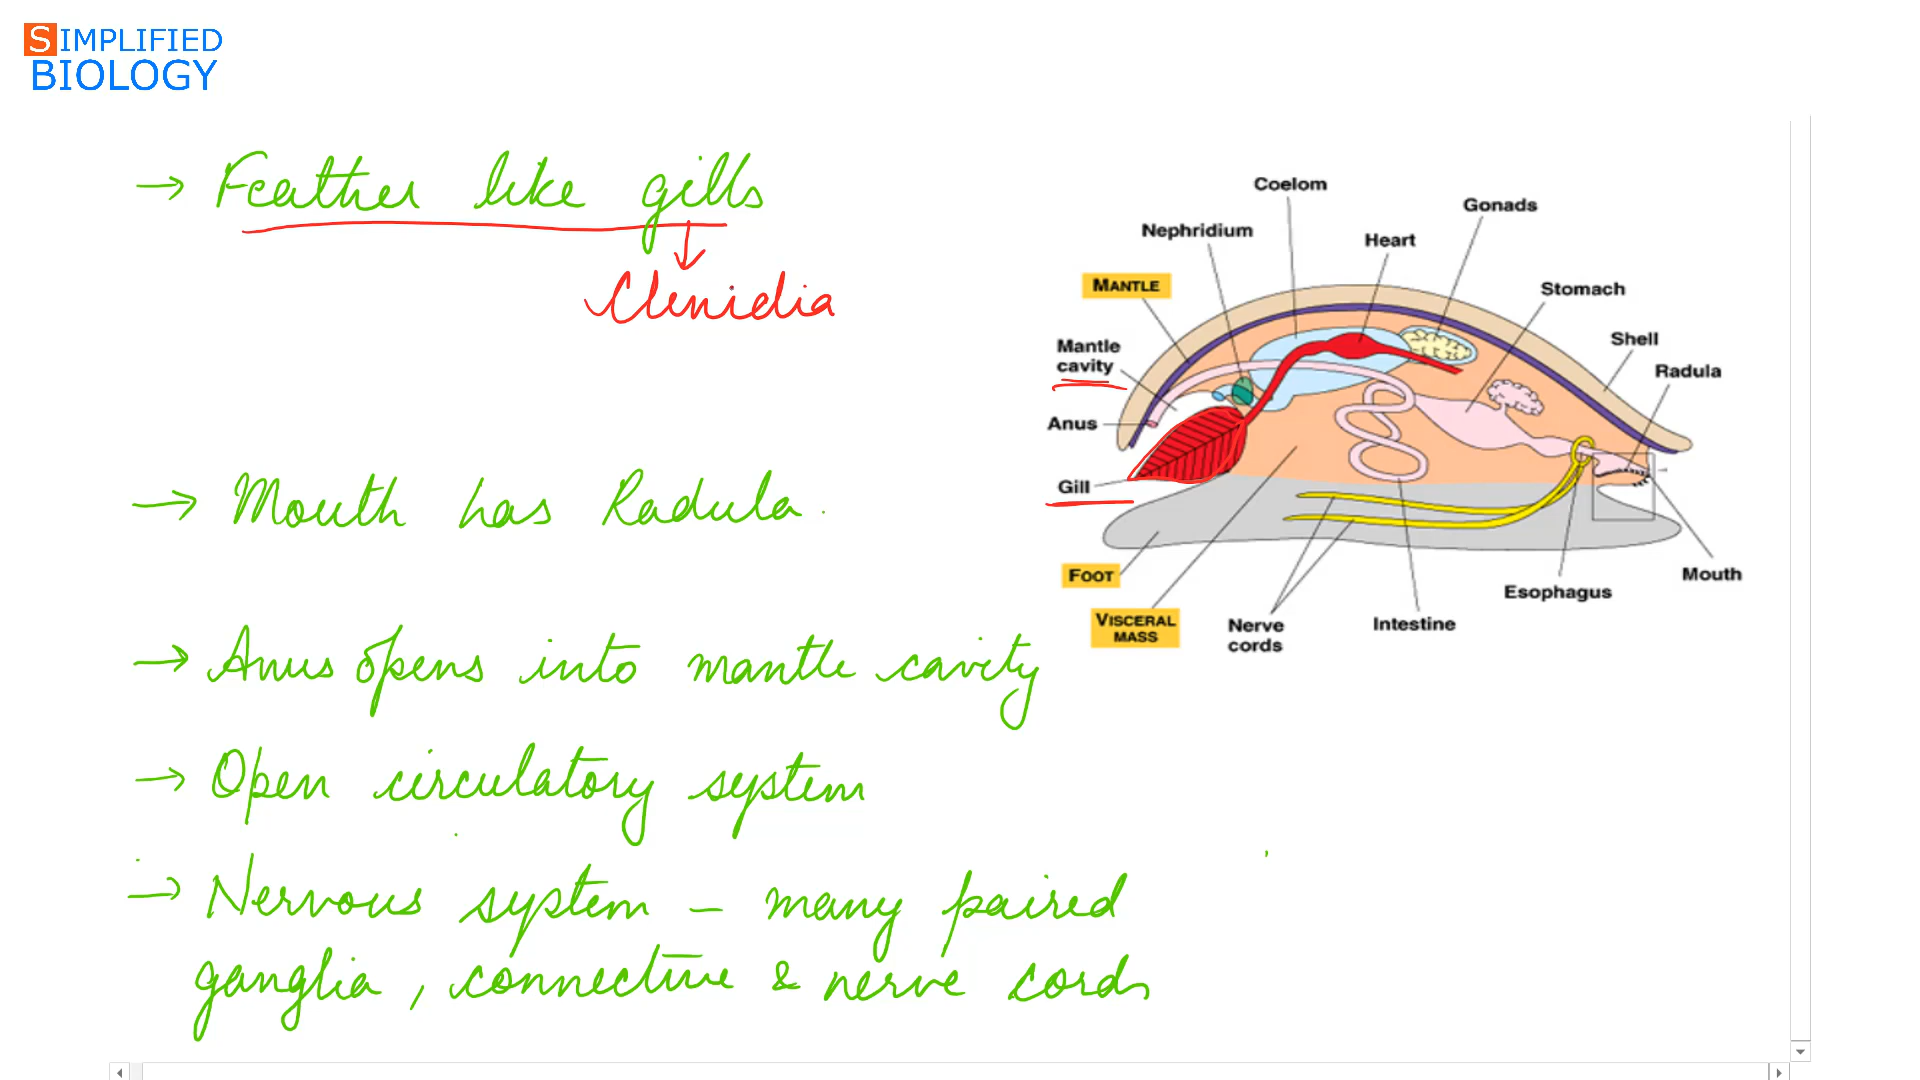 SIMPLIFIED
BIOLOGY
→ Feather like gills
Ctenidia
→ Mouth has Radula.
→ Anus opens into mantle cavity
→ Open circulatory system
→ Nervous system - many paired
ganglia, connective & nerve cords
Coelom
Gonads
Nephridium
Heart
MANTLE
Stomach
Mantle
cavity
Shell
Radula
Anus
Gill
FOOT
Mouth
Esophagus
VISCERAL
MASS
Nerve
cords
Intestine